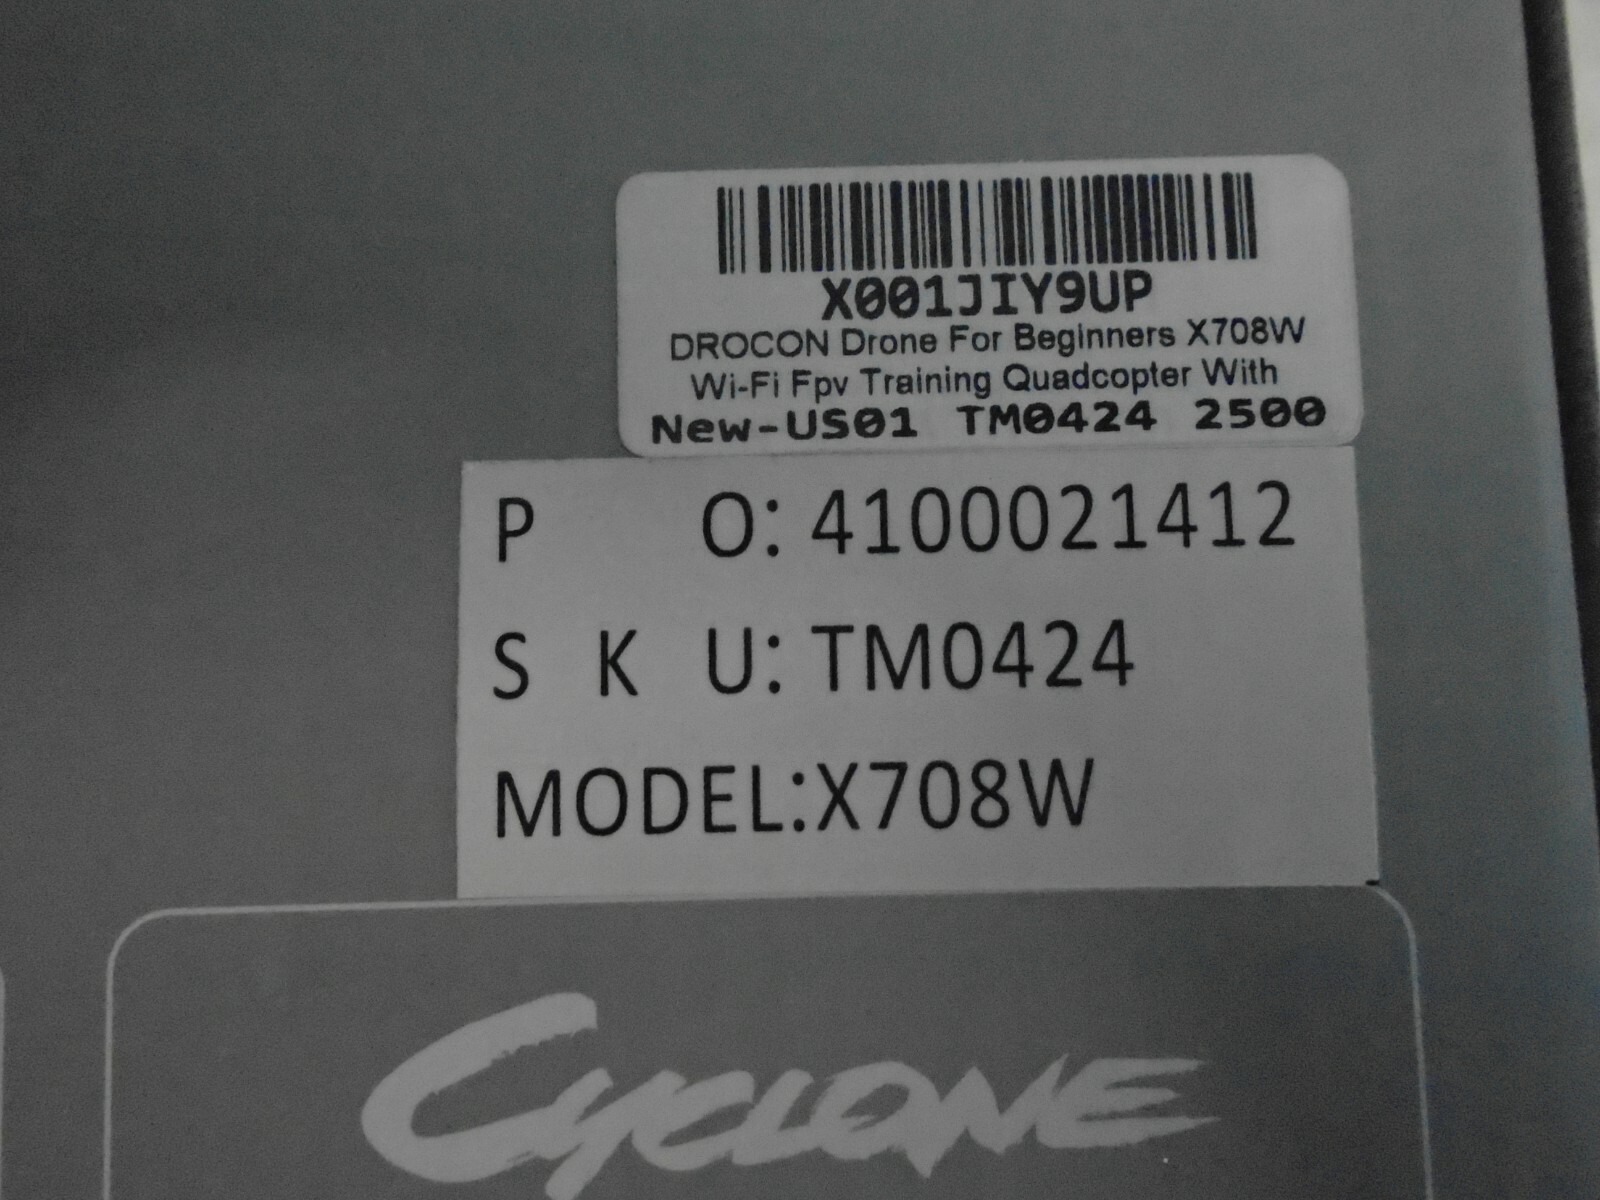 X001JIY9UP
DROCON Drone For Beginners X708W
Wi-Fi Fpv Training Quadcopter With
New-US01 TM0424 2500
P O: 4100021412
S K U: TM0424
MODEL:X708W
CYCLONE